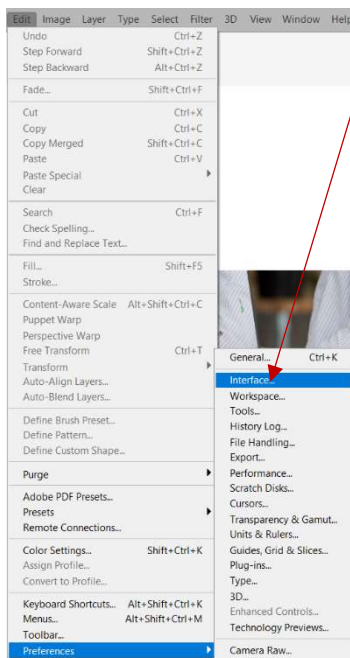 Edit Image Layer Type Select Filter 3D View Window Help
Undo Ctrl+Z
Step Forward Shift+Ctrl+Z
Step Backward Alt+Ctrl+Z
Fade... Shift+Ctrl+F
Cut Ctrl+X
Copy Ctrl+C
Copy Merged Shift+Ctrl+C
Paste Ctrl+V
Paste Special
Clear
Search Ctrl+F
Check Spelling...
Find and Replace Text...
Fill... Shift+F5
Stroke...
Content-Aware Scale Alt+Shift+Ctrl+C
Puppet Warp
Perspective Warp
Free Transform Ctrl+T
Transform
Auto-Align Layers...
Auto-Blend Layers...
Define Brush Preset...
Define Pattern...
Define Custom Shape...
Purge
Adobe PDF Presets...
Presets
Remote Connections...
Color Settings... Shift+Ctrl+K
Assign Profile...
Convert to Profile...
Keyboard Shortcuts... Alt+Shift+Ctrl+K
Menus... Alt+Shift+Ctrl+M
Toolbar...
Preferences
General... Ctrl+K
Interface...
Workspace...
Tools...
History Log...
File Handling...
Export...
Performance...
Scratch Disks...
Cursors...
Transparency & Gamut...
Units & Rulers...
Guides, Grid & Slices...
Plug-ins...
Type...
3D...
Enhanced Controls...
Technology Previews...
Camera Raw...